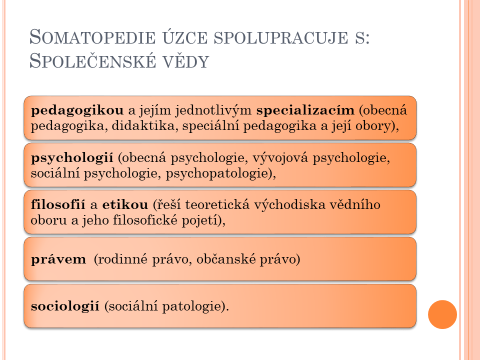 Somatopedie úzce spolupracuje s:
Společenské vědy
pedagogikou a jejím jednotlivým specializacím (obecná
pedagogika, didaktika, speciální pedagogika a její obory),
psychologií (obecná psychologie, vývojová psychologie,
sociální psychologie, psychopatologie),
filosofií a etikou (řeší teoretická východiska vědního
oboru a jeho filosofické pojetí),
právem (rodinné právo, občanské právo)
sociologií (sociální patologie).